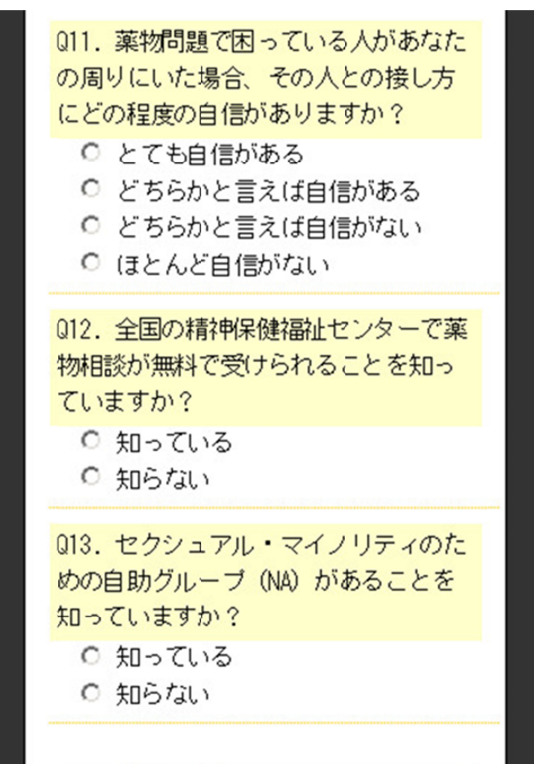 Q11. 薬物問題で困っている人があなた
の周りにいた場合、その人との接し方
にどの程度の自信がありますか？
とても自信がある
どちらかと言えば自信がある
どちらかと言えば自信がない
ほとんど自信がない
Q12. 全国の精神保健福祉センターで薬
物相談が無料で受けられることを知っ
ていますか？
知っている
知らない
Q13. セクシュアル・マイノリティのた
めの自助グループ（NA）があることを
知っていますか？
知っている
知らない